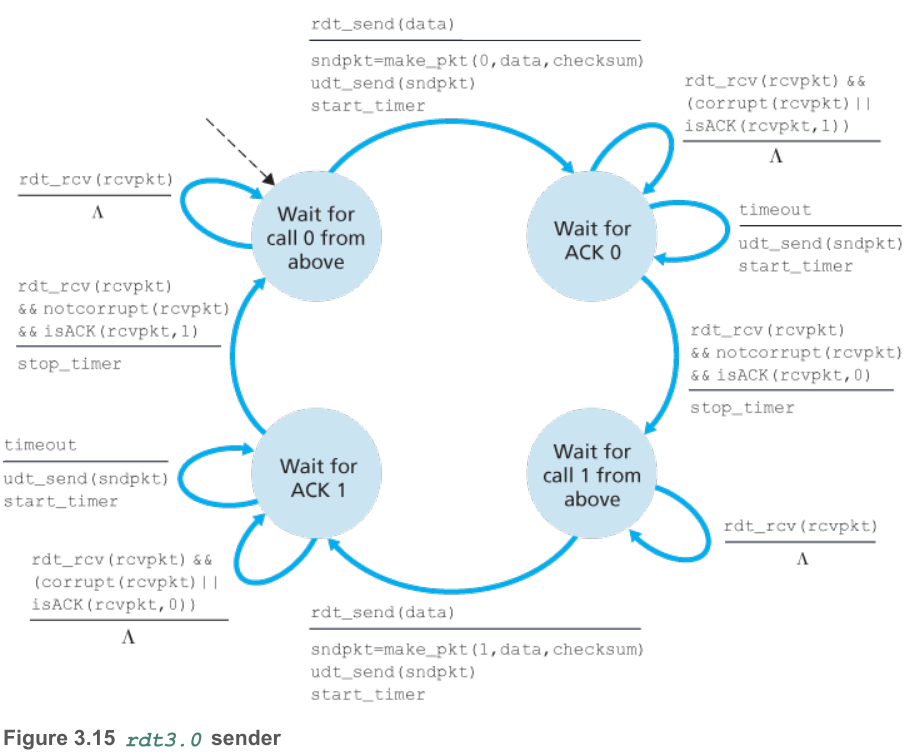 rdt_send(data)
sndpkt=make_pkt(0,data,checksum)
udt_send(sndpkt)
start_timer
rdt_rcv(rcvpkt) &&
(corrupt(rcvpkt)||
isACK(rcvpkt,1))
Λ
rdt_rcv(rcvpkt)
Λ
Wait for
call 0 from
above
Wait for
ACK 0
timeout
udt_send(sndpkt)
start_timer
rdt_rcv(rcvpkt)
&& notcorrupt(rcvpkt)
&& isACK(rcvpkt,1)
stop_timer
rdt_rcv(rcvpkt)
&& notcorrupt(rcvpkt)
&& isACK(rcvpkt,0)
stop_timer
timeout
udt_send(sndpkt)
start_timer
Wait for
ACK 1
Wait for
call 1 from
above
rdt_rcv(rcvpkt) &&
(corrupt(rcvpkt)||
isACK(rcvpkt,0))
Λ
rdt_rcv(rcvpkt)
Λ
rdt_send(data)
sndpkt=make_pkt(1,data,checksum)
udt_send(sndpkt)
start_timer
Figure 3.15 rdt3.0 sender